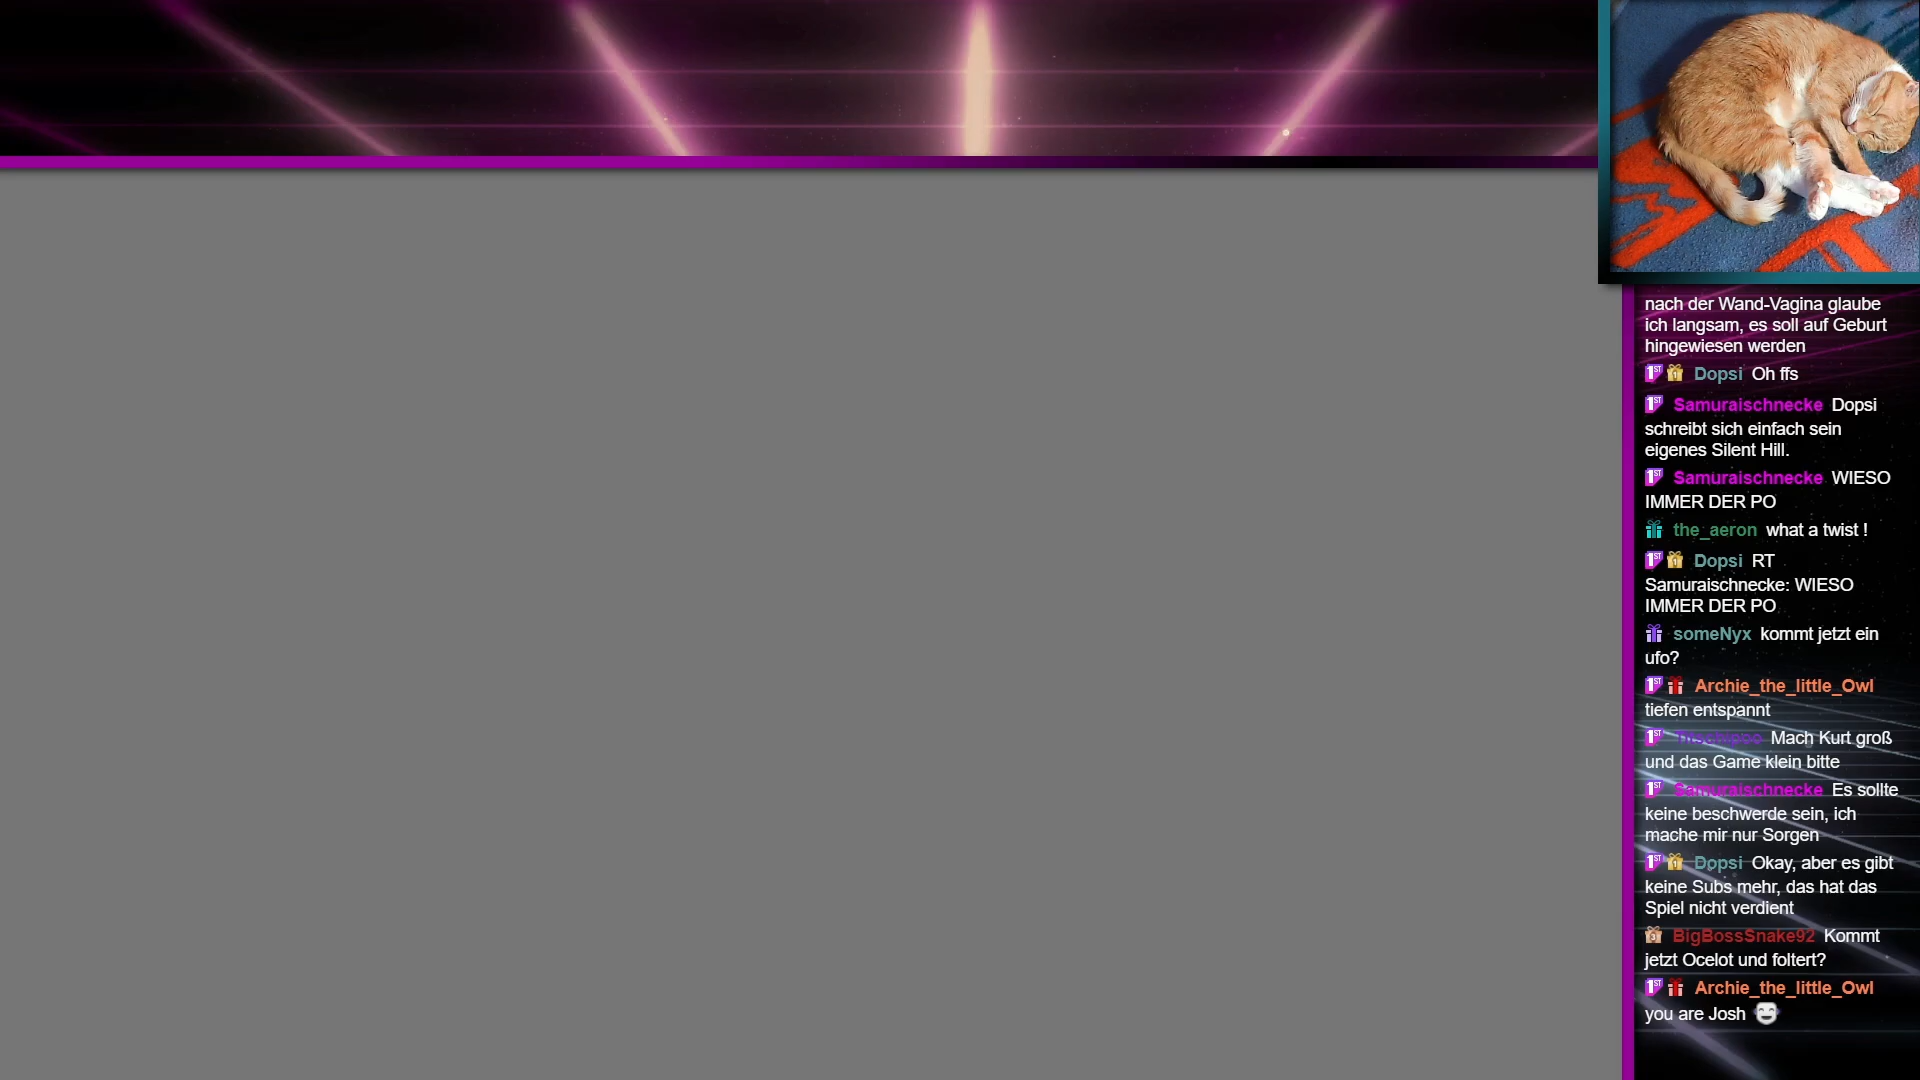 nach der Wand-Vagina glaube
ich langsam, es soll auf Geburt
hingewiesen werden
Dopsi Oh ffs
Samuraischnecke Dopsi
schreibt sich einfach sein
eigenes Silent Hill.
Samuraischnecke WIESO
IMMER DER PO
the_aeron what a twist !
Dopsi RT
Samuraischnecke: WIESO
IMMER DER PO
someNyx kommt jetzt ein
ufo?
Archie_the_little_Owl
tiefen entspannt
Mach Kurt groß
und das Game klein bitte
Samuraischnecke Es sollte
keine beschwerde sein, ich
mache mir nur Sorgen
Dopsi Okay, aber es gibt
keine Subs mehr, das hat das
Spiel nicht verdient
BigBossSnake92 Kommt
jetzt Ocelot und foltert?
Archie_the_little_Owl
you are Josh